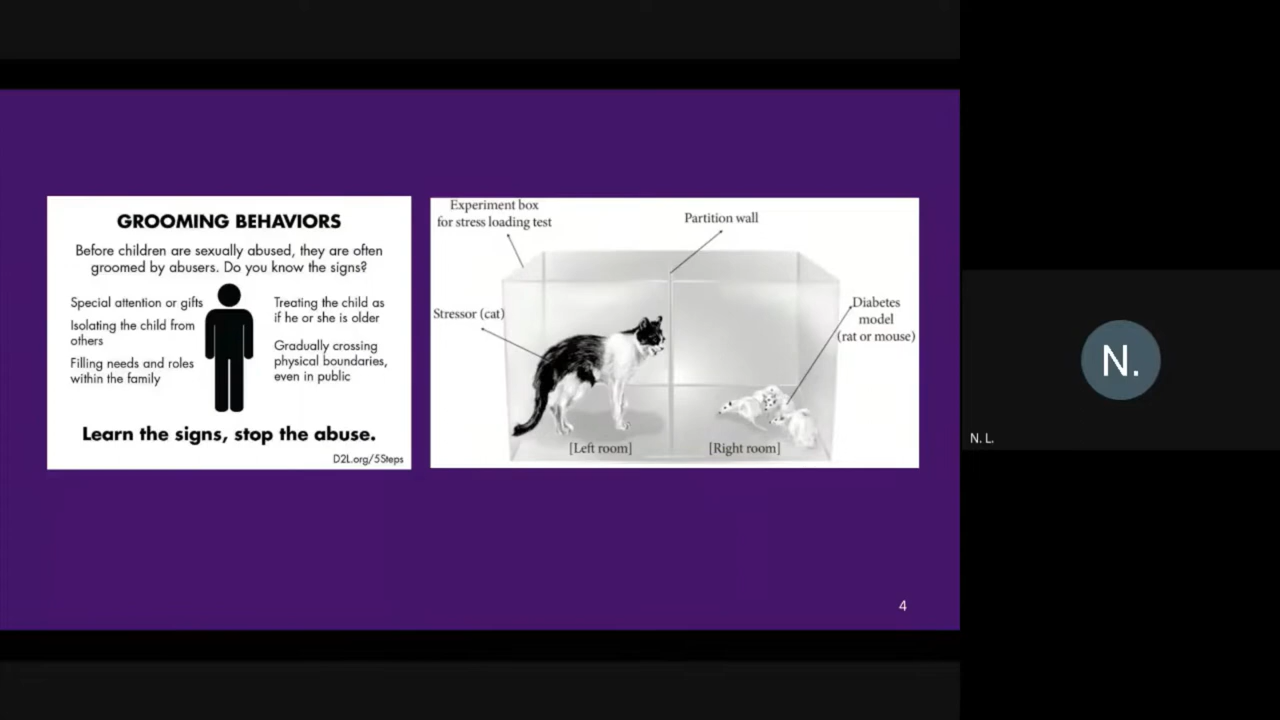 GROOMING BEHAVIORS
Before children are sexually abused, they are often
groomed by abusers. Do you know the signs?
Special attention or gifts
Isolating the child from
others
Filling needs and roles
within the family
Treating the child as
if he or she is older
Gradually crossing
physical boundaries,
even in public
Learn the signs, stop the abuse.
D2L.org/5Steps
Experiment box
for stress loading test
Partition wall
Stressor (cat)
Diabetes
model
(rat or mouse)
[Left room]
[Right room]
4
N.
N. L.